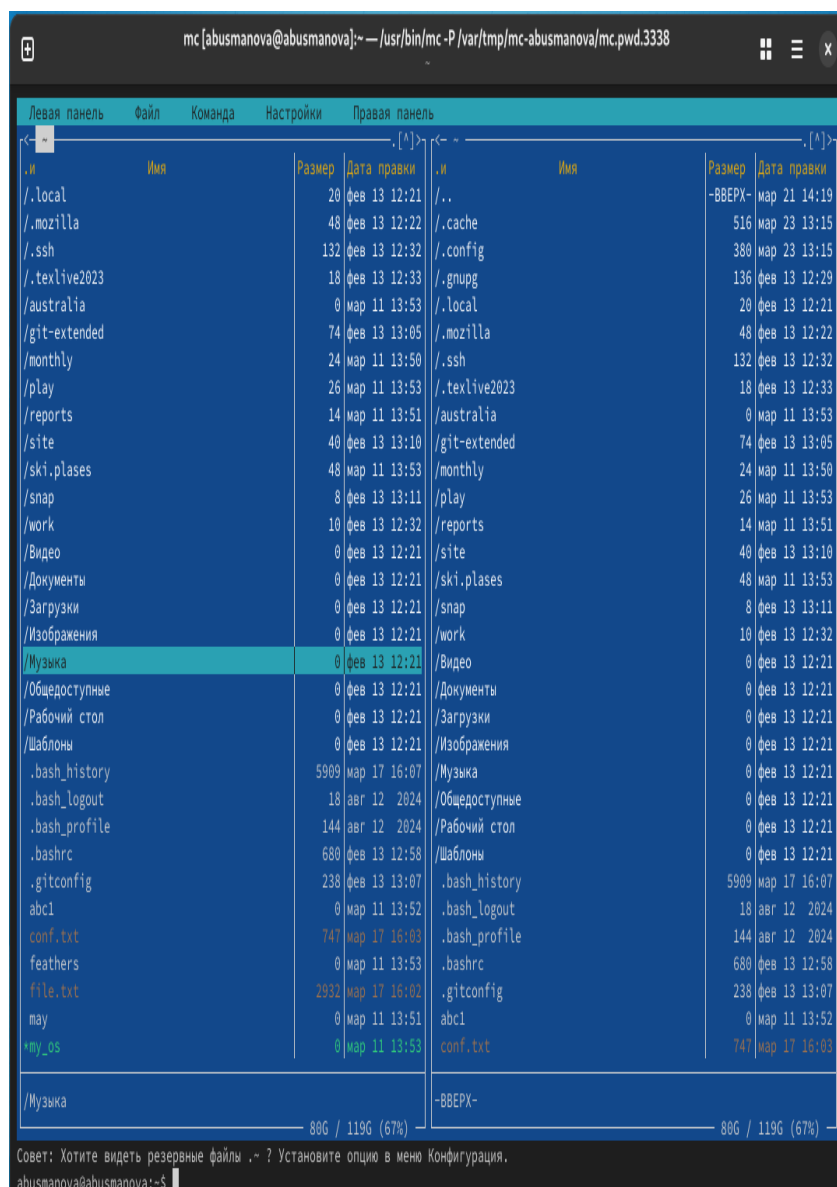 mc [abusmanova@abusmanova]:~ — /usr/bin/mc -P /var/tmp/mc-abusmanova/mc.pwd.3338
~
Левая панель Файл Команда Настройки Правая панель
<- ~ .[^]>
.и Имя Размер Дата правки
/.local 20 фев 13 12:21
/.mozilla 48 фев 13 12:22
/.ssh 132 фев 13 12:32
/.texlive2023 18 фев 13 12:33
/australia 0 мар 11 13:53
/git-extended 74 фев 13 13:05
/monthly 24 мар 11 13:50
/play 26 мар 11 13:53
/reports 14 мар 11 13:51
/site 40 фев 13 13:10
/ski.plases 48 мар 11 13:53
/snap 8 фев 13 13:11
/work 10 фев 13 12:32
/Видео 0 фев 13 12:21
/Документы 0 фев 13 12:21
/Загрузки 0 фев 13 12:21
/Изображения 0 фев 13 12:21
/Музыка 0 фев 13 12:21
/Общедоступные 0 фев 13 12:21
/Рабочий стол 0 фев 13 12:21
/Шаблоны 0 фев 13 12:21
.bash_history 5909 мар 17 16:07
.bash_logout 18 авг 12 2024
.bash_profile 144 авг 12 2024
.bashrc 680 фев 13 12:58
.gitconfig 238 фев 13 13:07
abc1 0 мар 11 13:52
conf.txt 747 мар 17 16:03
feathers 0 мар 11 13:53
file.txt 2932 мар 17 16:02
may 0 мар 11 13:51
*my_os 0 мар 11 13:53
/Музыка
80G / 119G (67%)
<- ~ .[^]>
.и Имя Размер Дата правки
/.. -ВВЕРХ- мар 21 14:19
/.cache 516 мар 23 13:15
/.config 380 мар 23 13:15
/.gnupg 136 фев 13 12:29
/.local 20 фев 13 12:21
/.mozilla 48 фев 13 12:22
/.ssh 132 фев 13 12:32
/.texlive2023 18 фев 13 12:33
/australia 0 мар 11 13:53
/git-extended 74 фев 13 13:05
/monthly 24 мар 11 13:50
/play 26 мар 11 13:53
/reports 14 мар 11 13:51
/site 40 фев 13 13:10
/ski.plases 48 мар 11 13:53
/snap 8 фев 13 13:11
/work 10 фев 13 12:32
/Видео 0 фев 13 12:21
/Документы 0 фев 13 12:21
/Загрузки 0 фев 13 12:21
/Изображения 0 фев 13 12:21
/Музыка 0 фев 13 12:21
/Общедоступные 0 фев 13 12:21
/Рабочий стол 0 фев 13 12:21
/Шаблоны 0 фев 13 12:21
.bash_history 5909 мар 17 16:07
.bash_logout 18 авг 12 2024
.bash_profile 144 авг 12 2024
.bashrc 680 фев 13 12:58
.gitconfig 238 фев 13 13:07
abc1 0 мар 11 13:52
conf.txt 747 мар 17 16:03
-ВВЕРХ-
80G / 119G (67%)
Совет: Хотите видеть резервные файлы .~ ? Установите опцию в меню Конфигурация.
abusmanova@abusmanova:~$